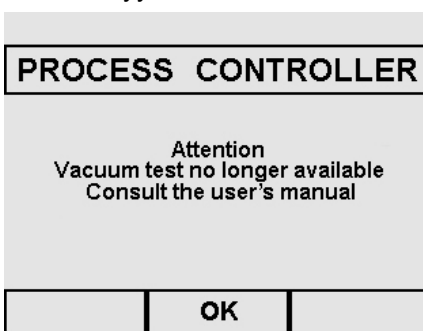 PROCESS CONTROLLER
Attention
Vacuum test no longer available
Consult the user's manual
OK